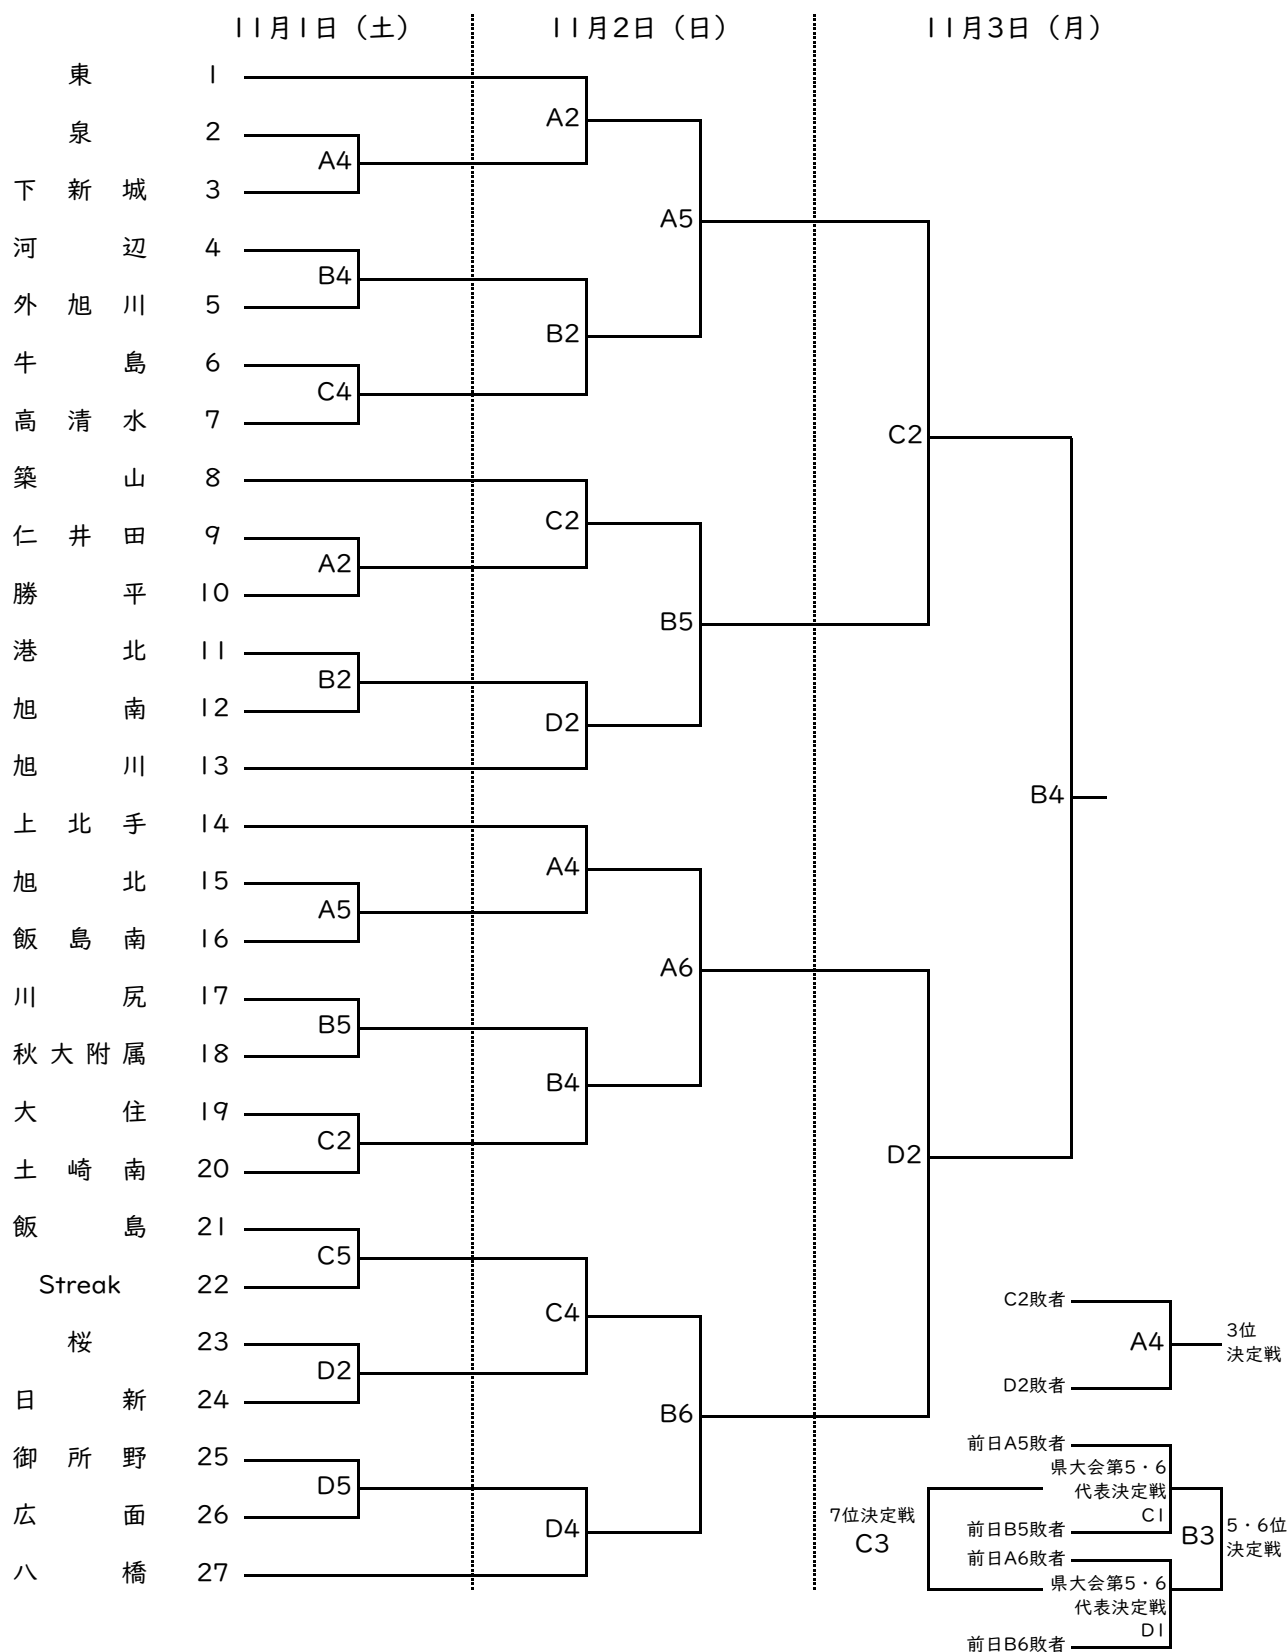 11月1日（土） 11月2日（日） 11月3日（月）
東 1
A2
泉 2
A4
下新城 3
A5
河辺 4
B4
外旭川 5
B2
牛島 6
C4
高清水 7
C2
築山 8
C2
仁井田 9
A2
勝平 10
B5
港北 11
B2
旭南 12
D2
旭川 13
B4
上北手 14
A4
旭北 15
A5
飯島南 16
A6
川尻 17
B5
秋大附属 18
B4
大住 19
C2
D2
土崎南 20
飯島 21
C5
Streak 22
C4
桜 23
D2
日新 24
B6
御所野 25
D5
広面 26
D4
八橋 27
C2敗者
A4
3位
決定戦
D2敗者
前日A5敗者
県大会第5・6
代表決定戦
C1
前日B5敗者
7位決定戦
C3
B3
5・6位
決定戦
前日A6敗者
県大会第5・6
代表決定戦
D1
前日B6敗者